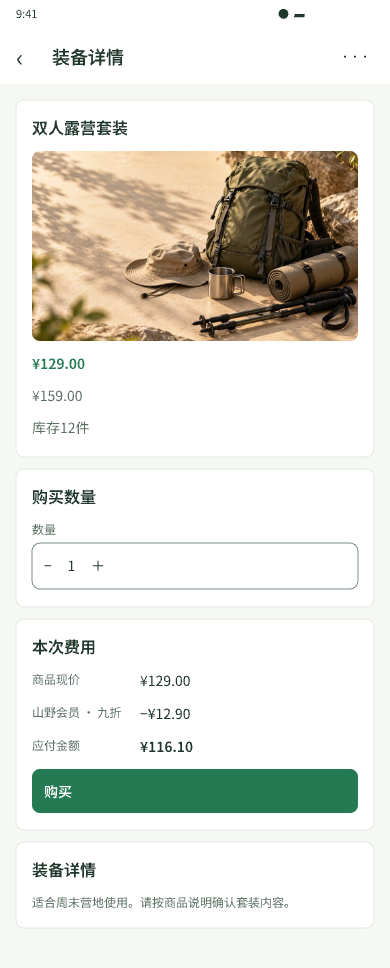 9:41
‹ 装备详情 ···
双人露营套装
¥129.00
¥159.00
库存12件
购买数量
数量
− 1 +
本次费用
商品现价 ¥129.00
山野会员 · 九折 −¥12.90
应付金额 ¥116.10
购买
装备详情
适合周末营地使用。请按商品说明确认套装内容。